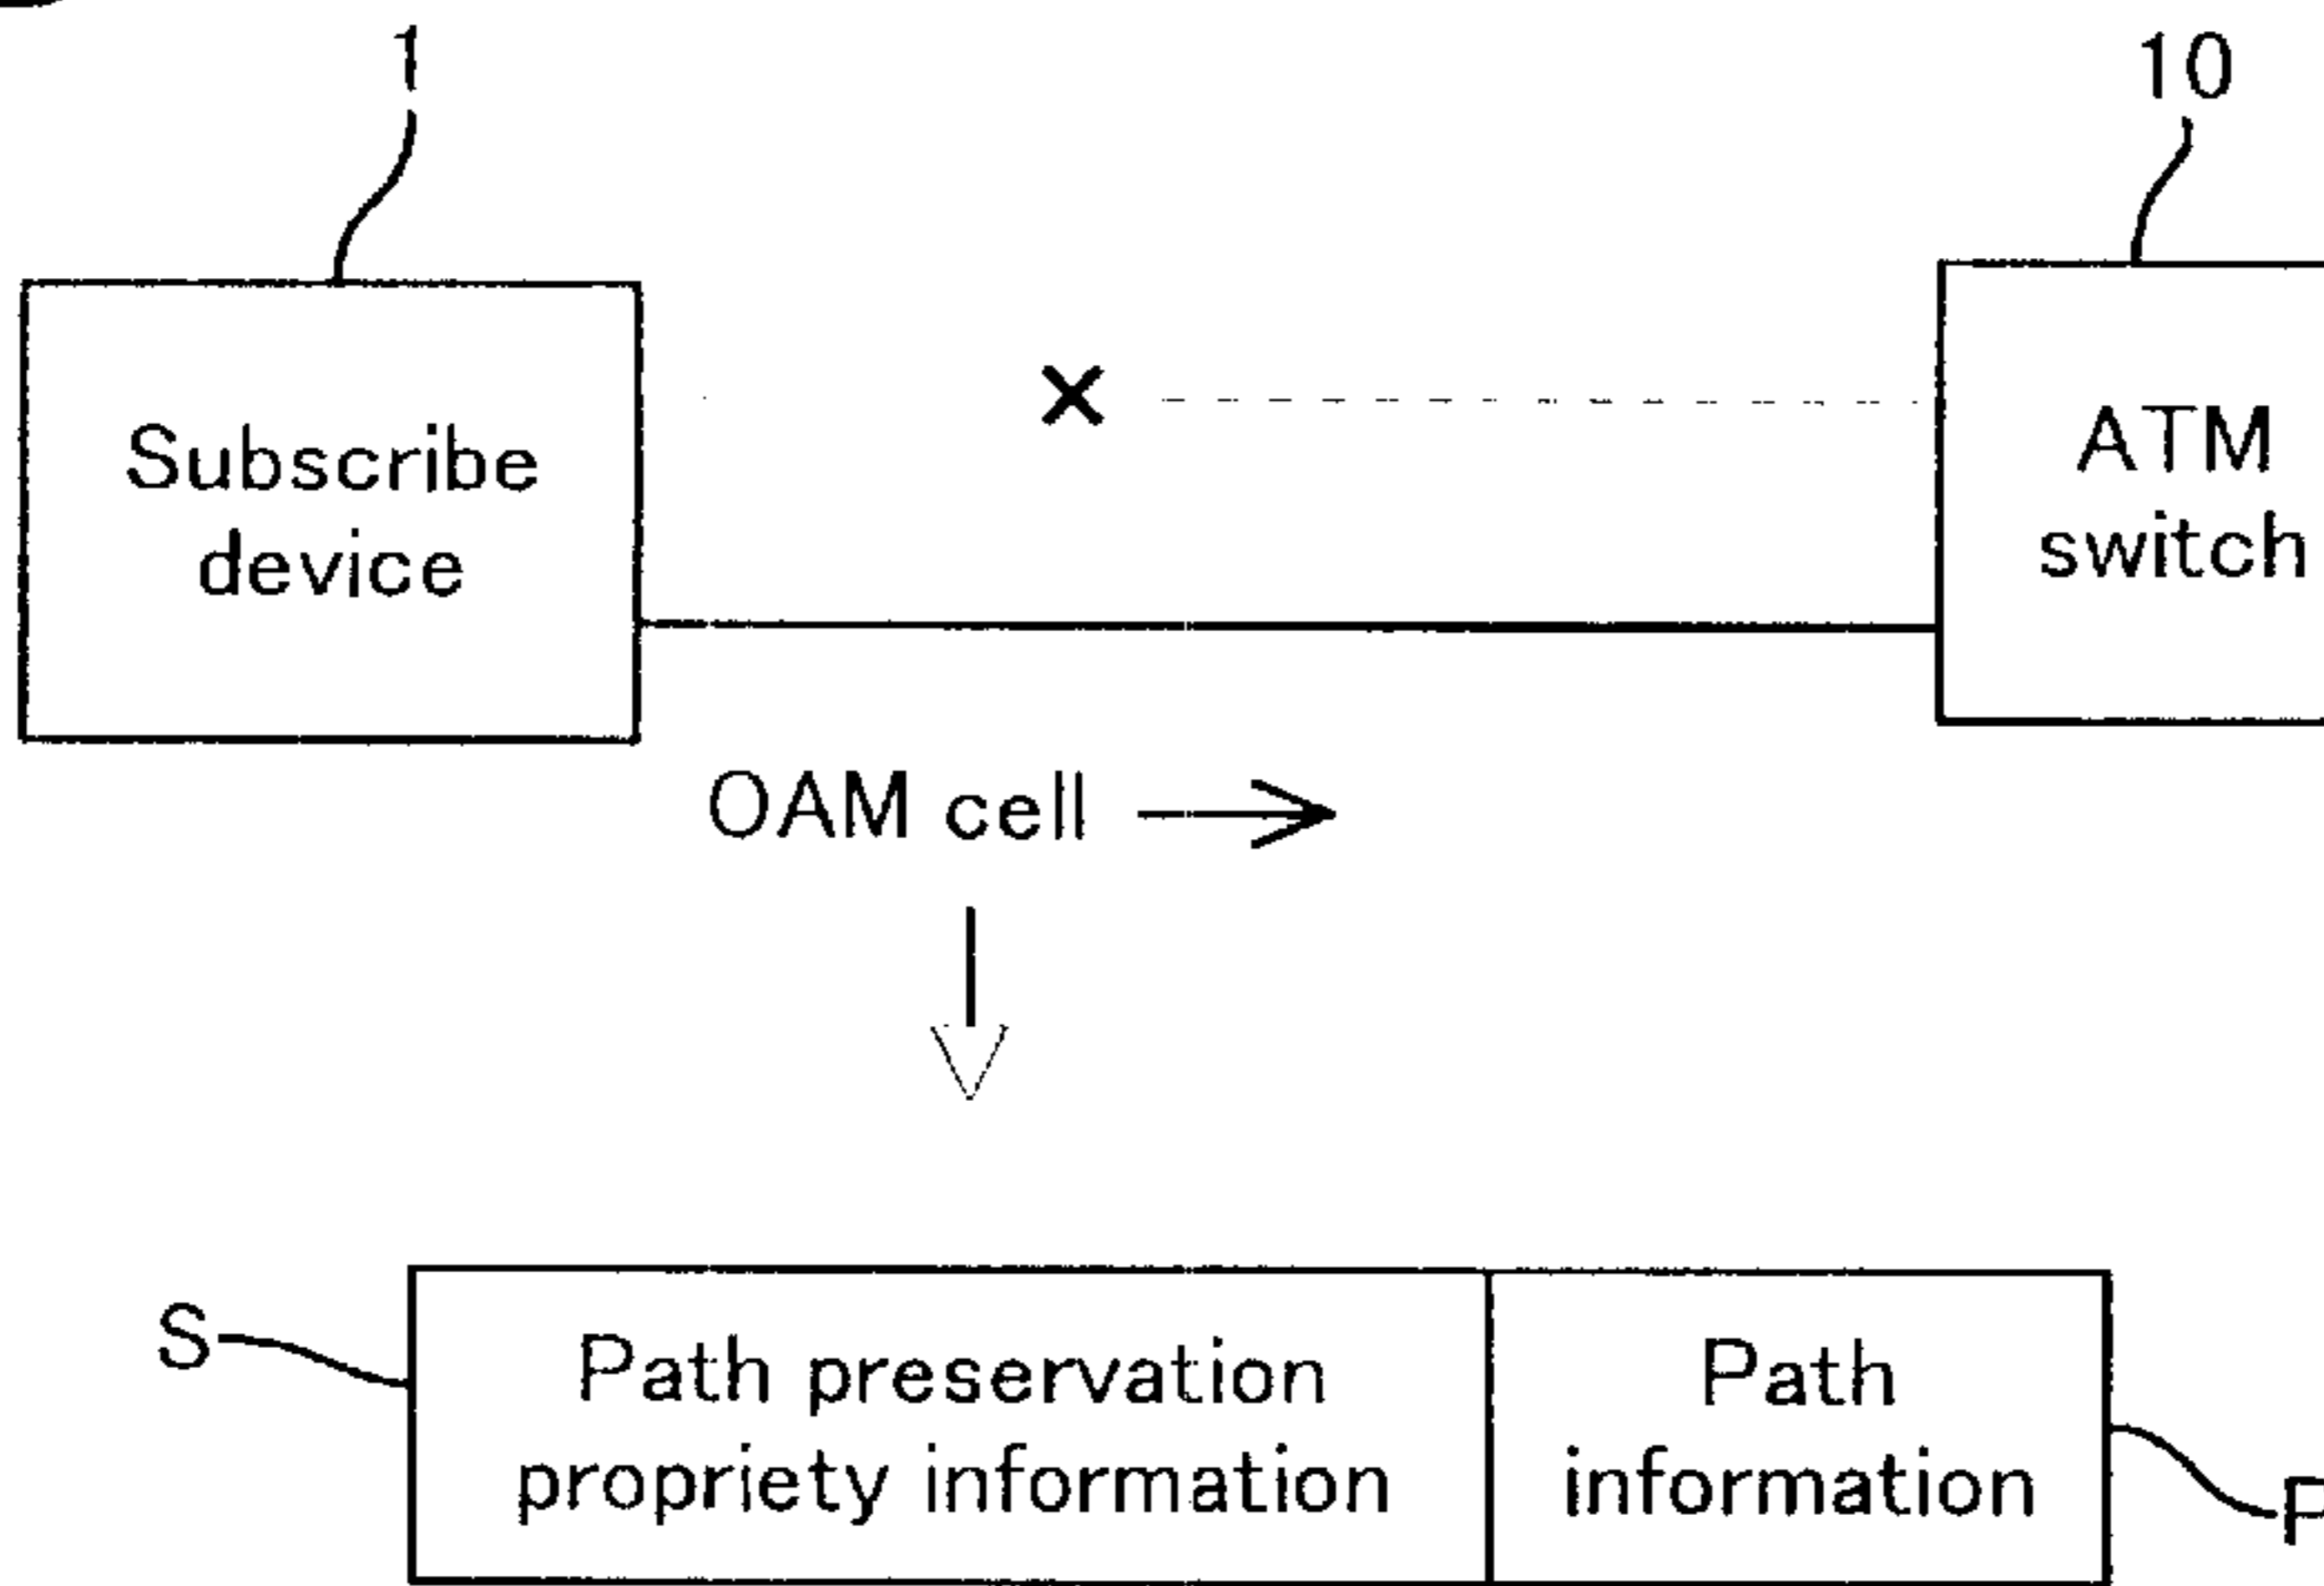 1
10
Subscribe
device
ATM
switch
OAM cell
S
Path preservation
propriety information
Path
information
P